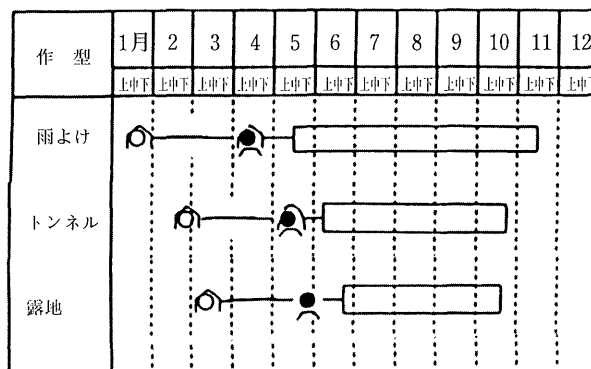 作 型 1月 2 3 4 5 6 7 8 9 10 11 12
上中下 上中下 上中下 上中下 上中下 上中下 上中下 上中下 上中下 上中下 上中下 上中下
雨よけ
トンネル
露地